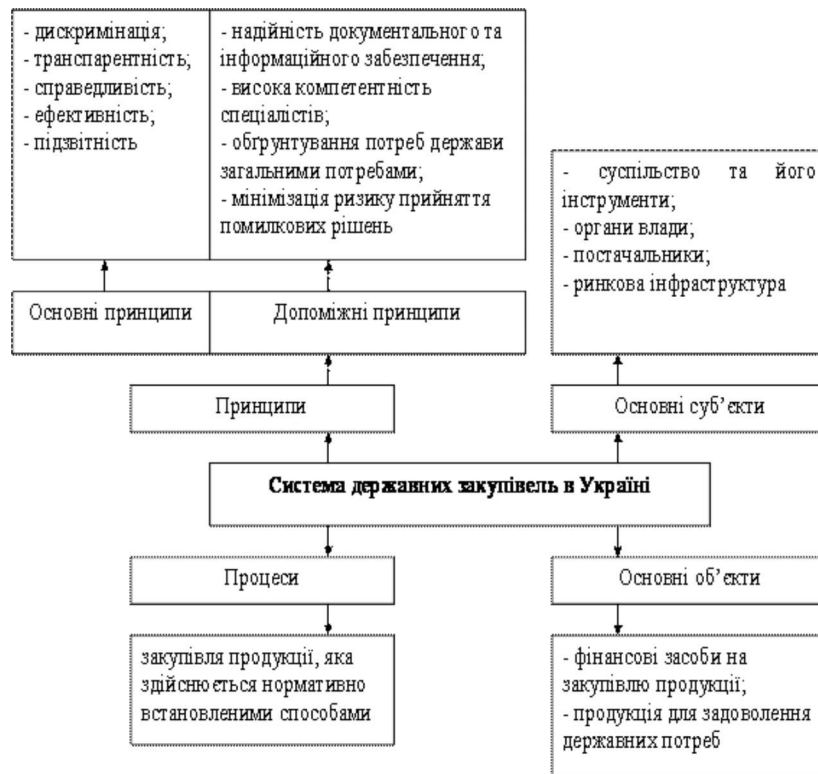 - дискримінація;
- транспарентність;
- справедливість;
- ефективність;
- підзвітність
- надійність документального та
інформаційного забезпечення;
- висока компетентність
спеціалістів;
- обґрунтування потреб держави
загальними потребами;
- мінімізація ризику прийняття
помилкових рішень
- суспільство та його
інструменти;
- органи влади;
- постачальники;
- ринкова інфраструктура
Основні принципи
Допоміжні принципи
Принципи
Основні суб’єкти
Система державних закупівель в Україні
Процеси
Основні об’єкти
закупівля продукції, яка
здійснюється нормативно
встановленими способами
- фінансові засоби на
закупівлю продукції;
- продукція для задоволення
державних потреб